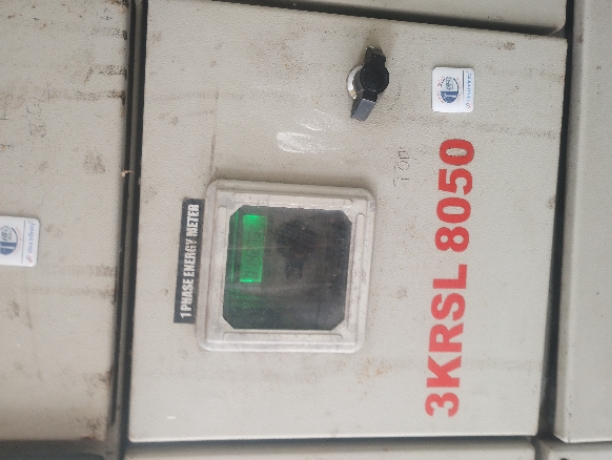 1 PHASE ENERGY METER
3KRSL 8050